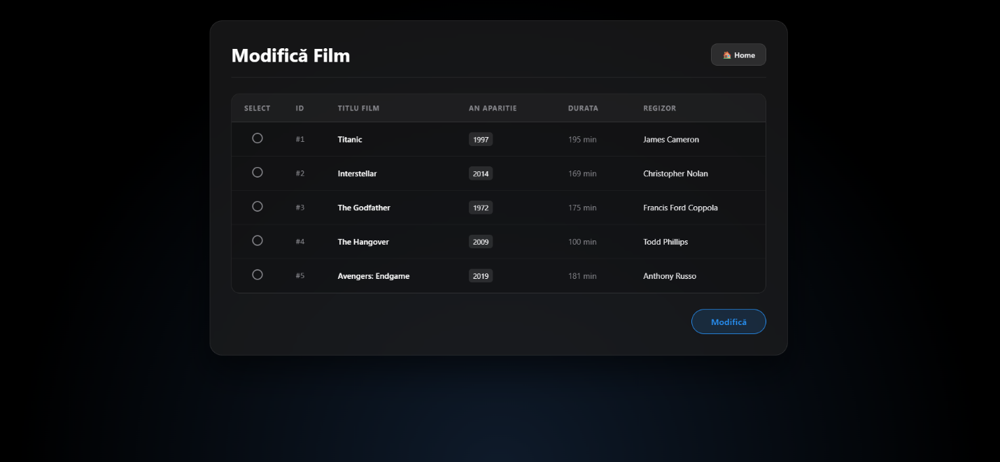 Modifică Film
🏠 Home
SELECT ID TITLU FILM AN APARITIE DURATA REGIZOR
#1 Titanic 1997 195 min James Cameron
#2 Interstellar 2014 169 min Christopher Nolan
#3 The Godfather 1972 175 min Francis Ford Coppola
#4 The Hangover 2009 100 min Todd Phillips
#5 Avengers: Endgame 2019 181 min Anthony Russo
Modifică